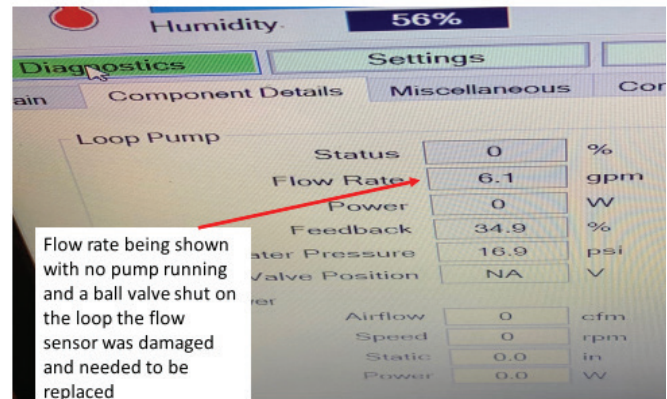 Humidity 56%
Diagnostics Settings
ain Component Details Miscellaneous Cor
Loop Pump
Status 0 %
Flow Rate 6.1 gpm
Power 0 W
Feedback 34.9 %
ater Pressure 16.9 psi
Valve Position NA V
er
Airflow 0 cfm
Speed 0 rpm
Static 0.0 in
Power 0.0 W
Flow rate being shown
with no pump running
and a ball valve shut on
the loop the flow
sensor was damaged
and needed to be
replaced